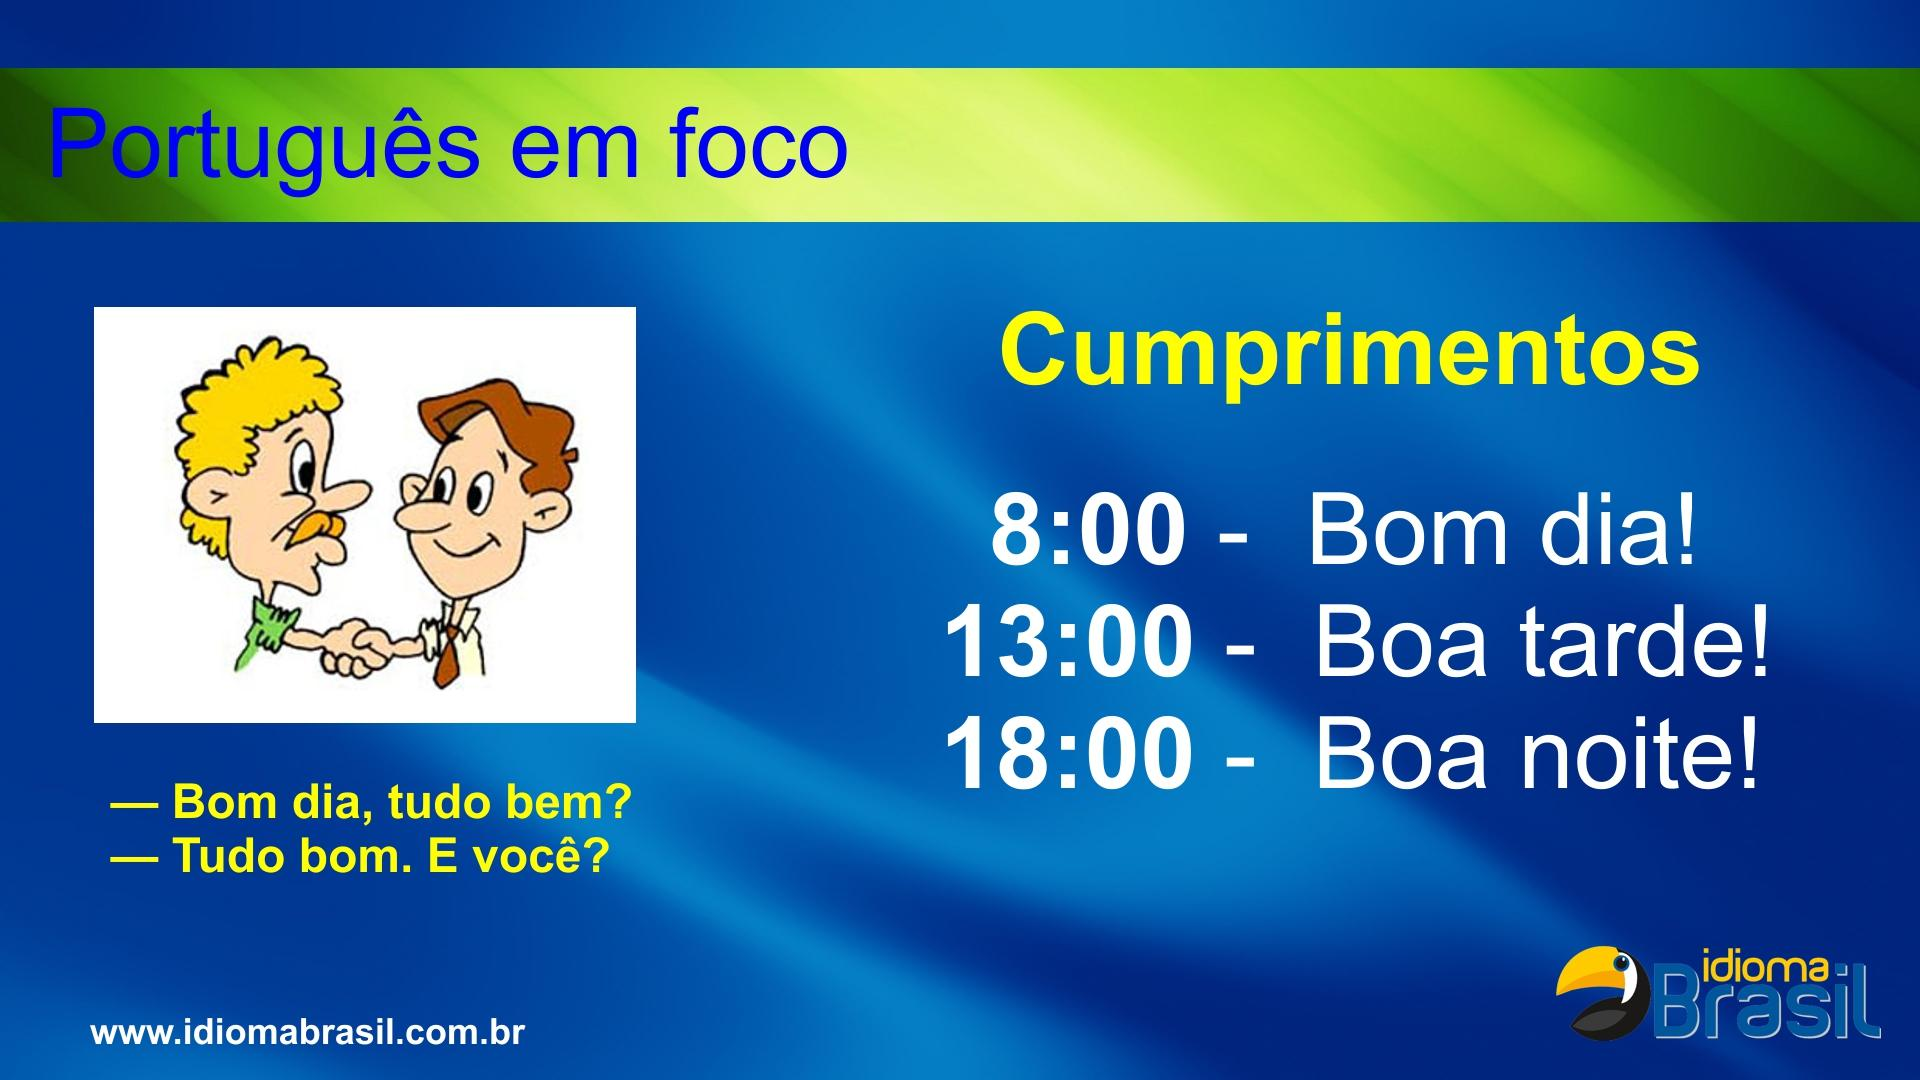 Português em foco
Cumprimentos
8:00 - Bom dia!
13:00 - Boa tarde!
18:00 - Boa noite!
— Bom dia, tudo bem?
— Tudo bom. E você?
www.idiomabrasil.com.br
idioma
Brasil